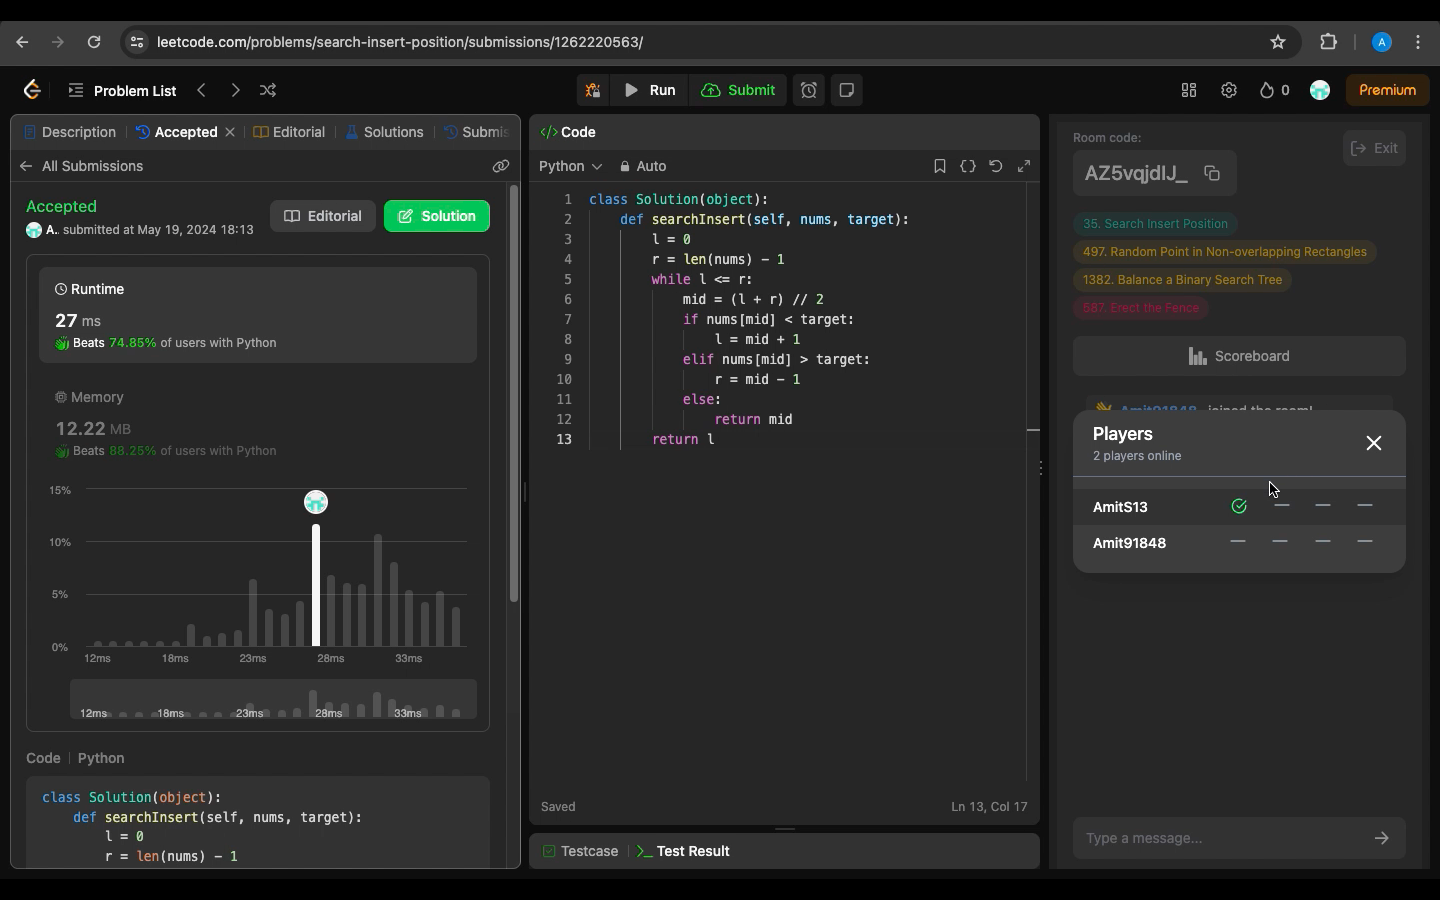 leetcode.com/problems/search-insert-position/submissions/1262220563/
A
Problem List
Run
Submit
0
Premium
Description
Accepted
Editorial
Solutions
Submis
All Submissions
Accepted
A. submitted at May 19, 2024 18:13
Editorial
Solution
Runtime
27 ms
Beats 74.85% of users with Python
Memory
12.22 MB
Beats 88.25% of users with Python
15%
10%
5%
0%
12ms 18ms 23ms 28ms 33ms
12ms 18ms 23ms 28ms 33ms
Code | Python
class Solution(object):
def searchInsert(self, nums, target):
l = 0
r = len(nums) - 1
</> Code
Python
Auto
1 class Solution(object):
2 def searchInsert(self, nums, target):
3 l = 0
4 r = len(nums) - 1
5 while l <= r:
6 mid = (l + r) // 2
7 if nums[mid] < target:
8 l = mid + 1
9 elif nums[mid] > target:
10 r = mid - 1
11 else:
12 return mid
13 return l
Saved
Ln 13, Col 17
Testcase
Test Result
Room code:
AZ5vqjdIJ_
Exit
35. Search Insert Position
497. Random Point in Non-overlapping Rectangles
1382. Balance a Binary Search Tree
587. Erect the Fence
Scoreboard
Amit91848 joined the room!
Players
2 players online
AmitS13
Amit91848
Type a message...